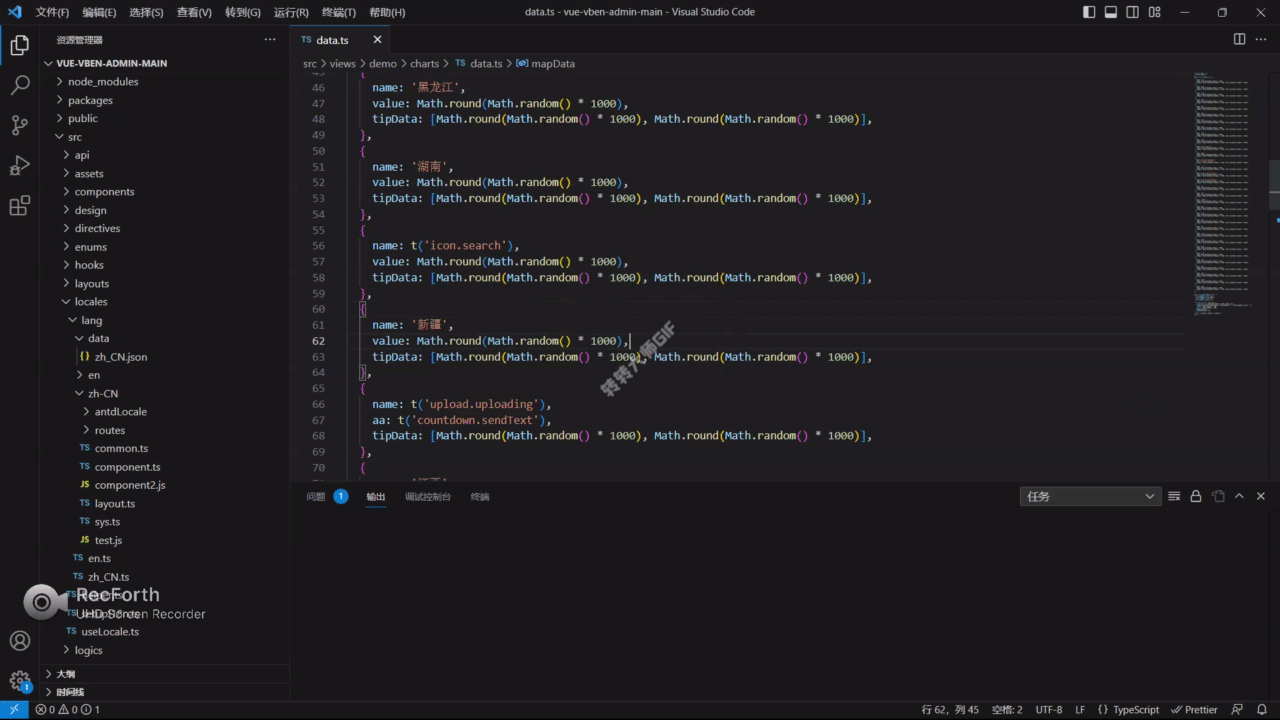 文件(F) 编辑(E) 选择(S) 查看(V) 转到(G) 运行(R) 终端(T) 帮助(H) data.ts - vue-vben-admin-main - Visual Studio Code
资源管理器
VUE-VBEN-ADMIN-MAIN
node_modules
packages
public
src
api
assets
components
design
directives
enums
hooks
layouts
locales
lang
data
zh_CN.json
en
zh-CN
antdLocale
routes
TS common.ts
TS component.ts
JS component2.js
TS layout.ts
TS sys.ts
JS test.js
TS en.ts
TS zh_CN.ts
RecForth
UHD Screen Recorder
TS useLocale.ts
logics
大纲
时间线
TS data.ts
src > views > demo > charts > TS data.ts > mapData
46 name: '黑龙江',
47 value: Math.round(Math.random() * 1000),
48 tipData: [Math.round(Math.random() * 1000), Math.round(Math.random() * 1000)],
49 },
50 {
51 name: '湖南',
52 value: Math.round(Math.random() * 1000),
53 tipData: [Math.round(Math.random() * 1000), Math.round(Math.random() * 1000)],
54 },
55 {
56 name: t('icon.search'),
57 value: Math.round(Math.random() * 1000),
58 tipData: [Math.round(Math.random() * 1000), Math.round(Math.random() * 1000)],
59 },
60 {
61 name: '新疆',
62 value: Math.round(Math.random() * 1000),
63 tipData: [Math.round(Math.random() * 1000), Math.round(Math.random() * 1000)],
64 },
65 {
66 name: t('upload.uploading'),
67 aa: t('countdown.sendText'),
68 tipData: [Math.round(Math.random() * 1000), Math.round(Math.random() * 1000)],
69 },
70 {
转转大师GIF
问题 1 输出 调试控制台 终端 任务
1
0 0 1 行 62, 列 45 空格: 2 UTF-8 LF {} TypeScript Prettier